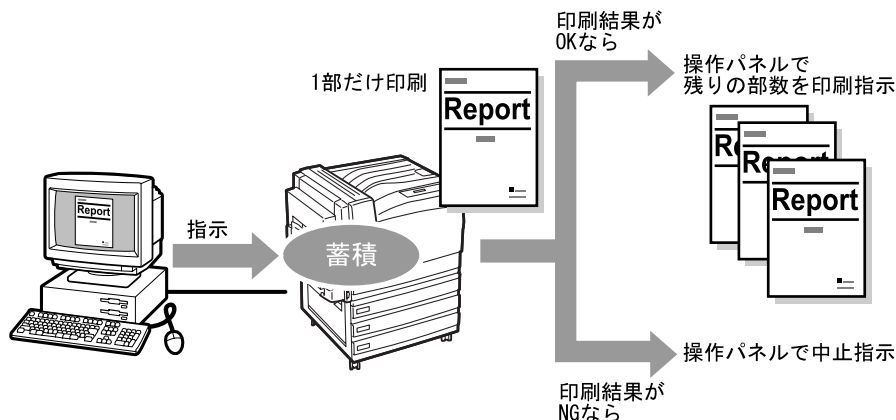 印刷結果が
OKなら
操作パネルで
残りの部数を印刷指示
1部だけ印刷
Report
Report
Report
Report
Report
指示
蓄積
操作パネルで中止指示
印刷結果が
NGなら